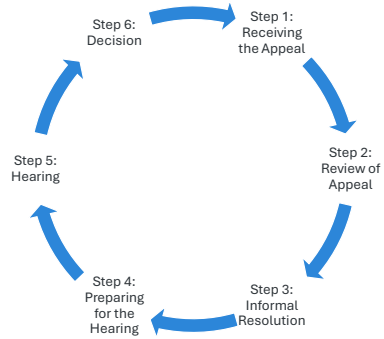 Step 1:
Receiving
the Appeal
Step 2:
Review of
Appeal
Step 3:
Informal
Resolution
Step 4:
Preparing
for the
Hearing
Step 5:
Hearing
Step 6:
Decision